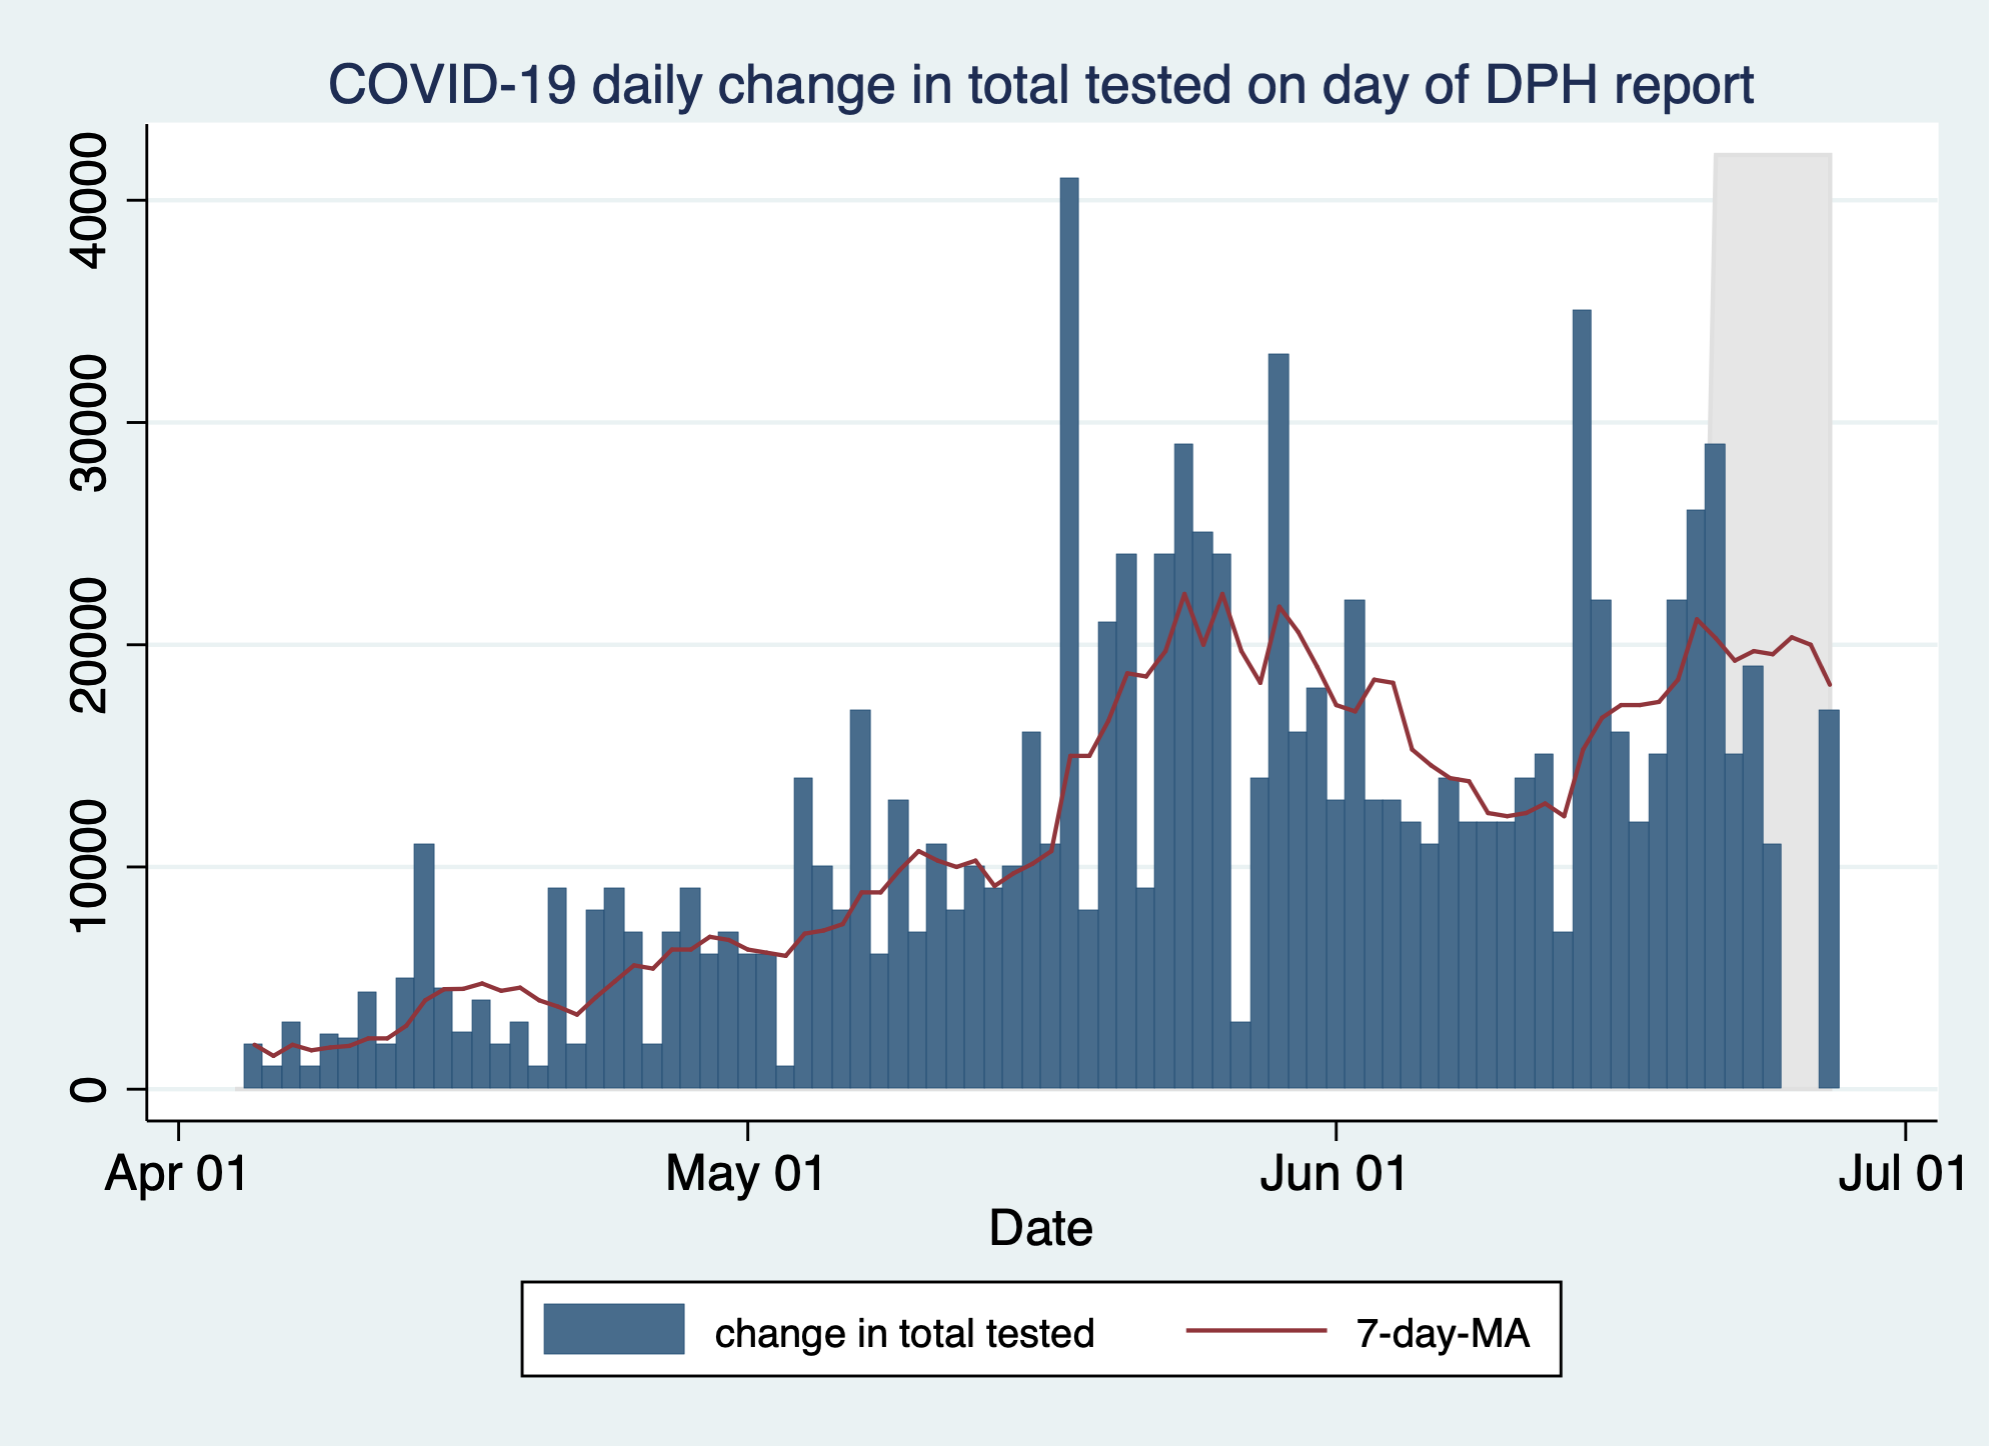 COVID-19 daily change in total tested on day of DPH report
40000
30000
20000
10000
0
Apr 01 May 01 Jun 01 Jul 01
Date
change in total tested 7-day-MA